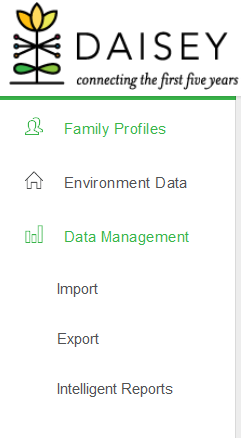 DAISEY
connecting the first five years
Family Profiles
Environment Data
Data Management
Import
Export
Intelligent Reports